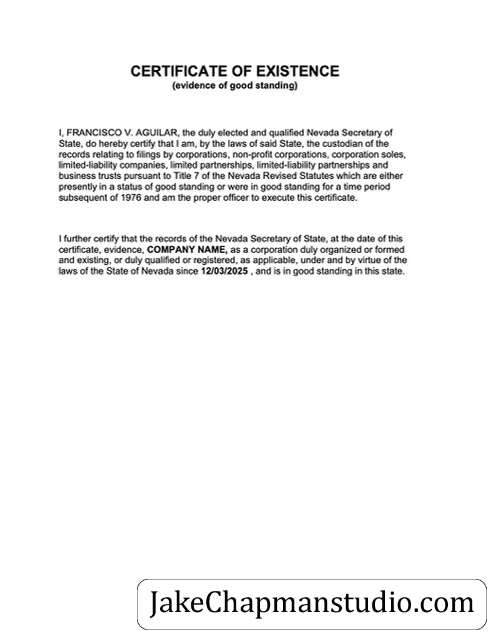 CERTIFICATE OF EXISTENCE
(evidence of good standing)
I, FRANCISCO V. AGUILAR, the duly elected and qualified Nevada Secretary of
State, do hereby certify that I am, by the laws of said State, the custodian of the
records relating to filings by corporations, non-profit corporations, corporation soles,
limited-liability companies, limited partnerships, limited-liability partnerships and
business trusts pursuant to Title 7 of the Nevada Revised Statutes which are either
presently in a status of good standing or were in good standing for a time period
subsequent of 1976 and am the proper officer to execute this certificate.
I further certify that the records of the Nevada Secretary of State, at the date of this
certificate, evidence, COMPANY NAME, as a corporation duly organized or formed
and existing, or duly qualified or registered, as applicable, under and by virtue of the
laws of the State of Nevada since 12/03/2025 , and is in good standing in this state.
JakeChapmanstudio.com